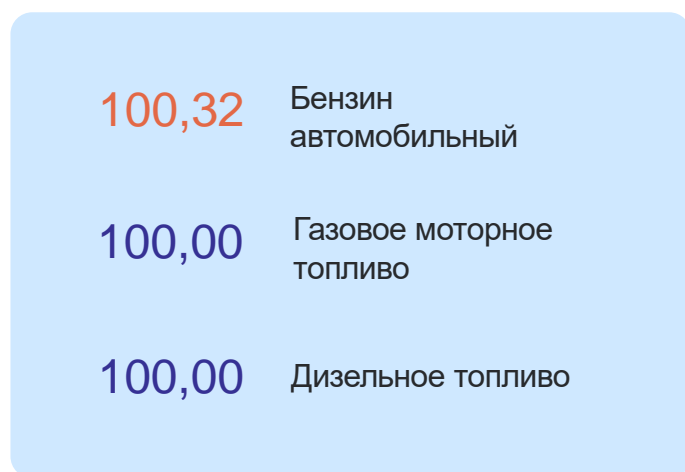 100,32
Бензин
автомобильный
100,00
Газовое моторное
топливо
100,00
Дизельное топливо